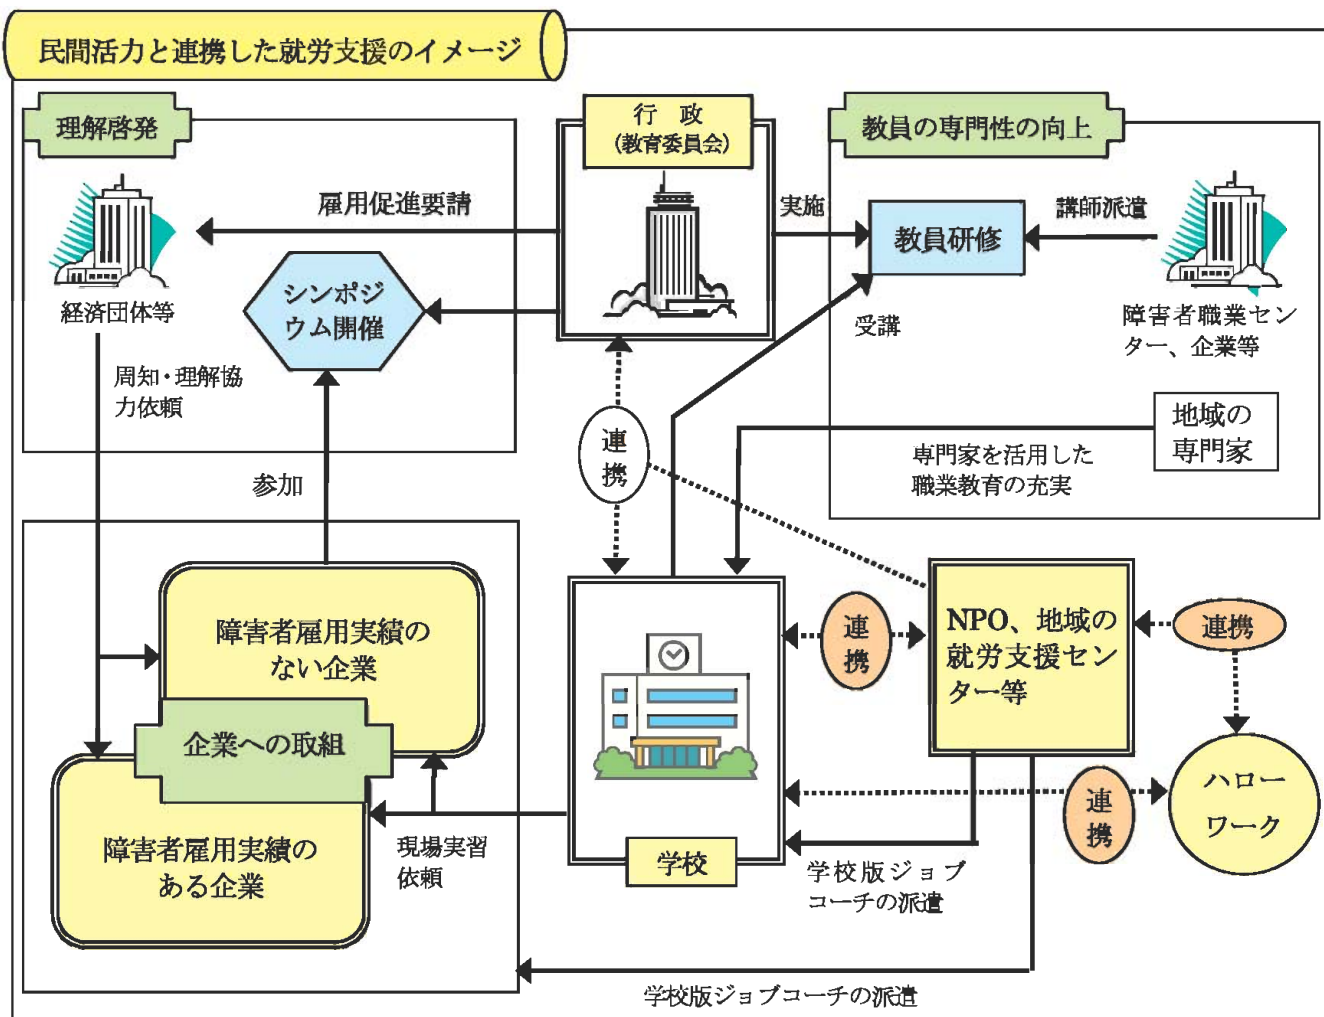 民間活力と連携した就労支援のイメージ
理解啓発
行　政
(教育委員会)
教員の専門性の向上
雇用促進要請
実施
教員研修
講師派遣
経済団体等
シンポジ
ウム開催
受講
障害者職業セン
ター、企業等
周知・理解協
力依頼
連
携
地域の
専門家
専門家を活用した
職業教育の充実
参加
障害者雇用実績の
ない企業
連
携
NPO、地域の
就労支援セン
ター等
連携
企業への取組
連
携
ハロー
ワーク
障害者雇用実績の
ある企業
現場実習
依頼
学校
学校版ジョブ
コーチの派遣
学校版ジョブコーチの派遣